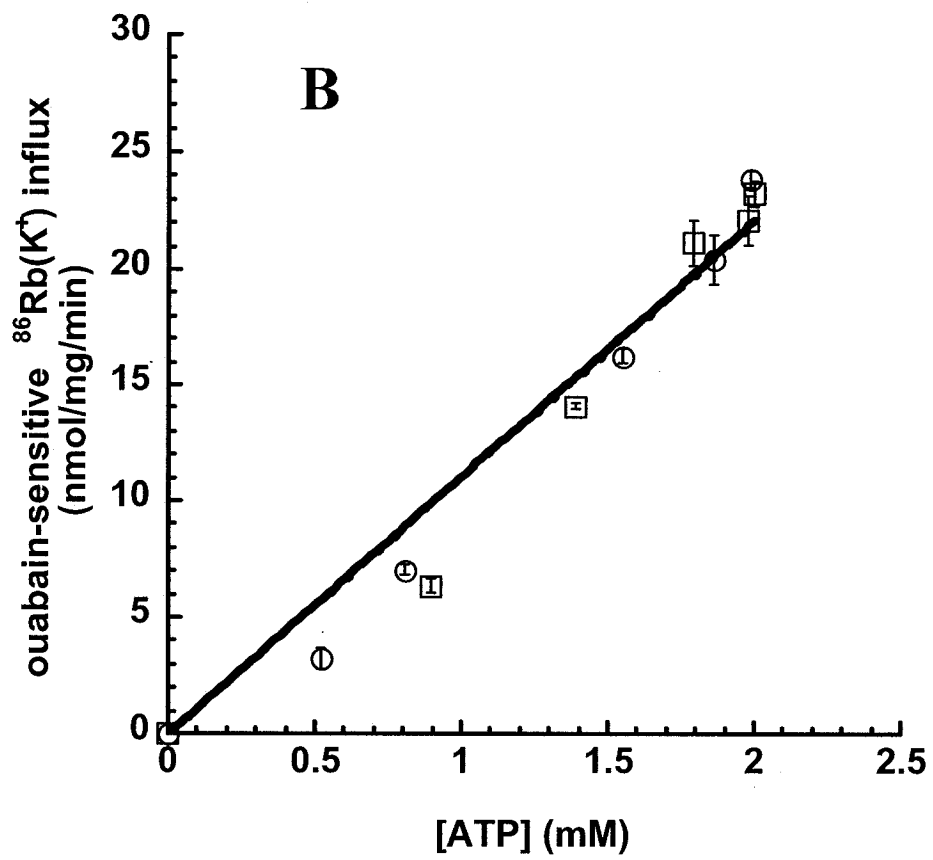 B
30
25
20
15
10
5
0
0 0.5 1 1.5 2 2.5
[ATP] (mM)
ouabain-sensitive ⁸⁶Rb(K⁺) influx
(nmol/mg/min)